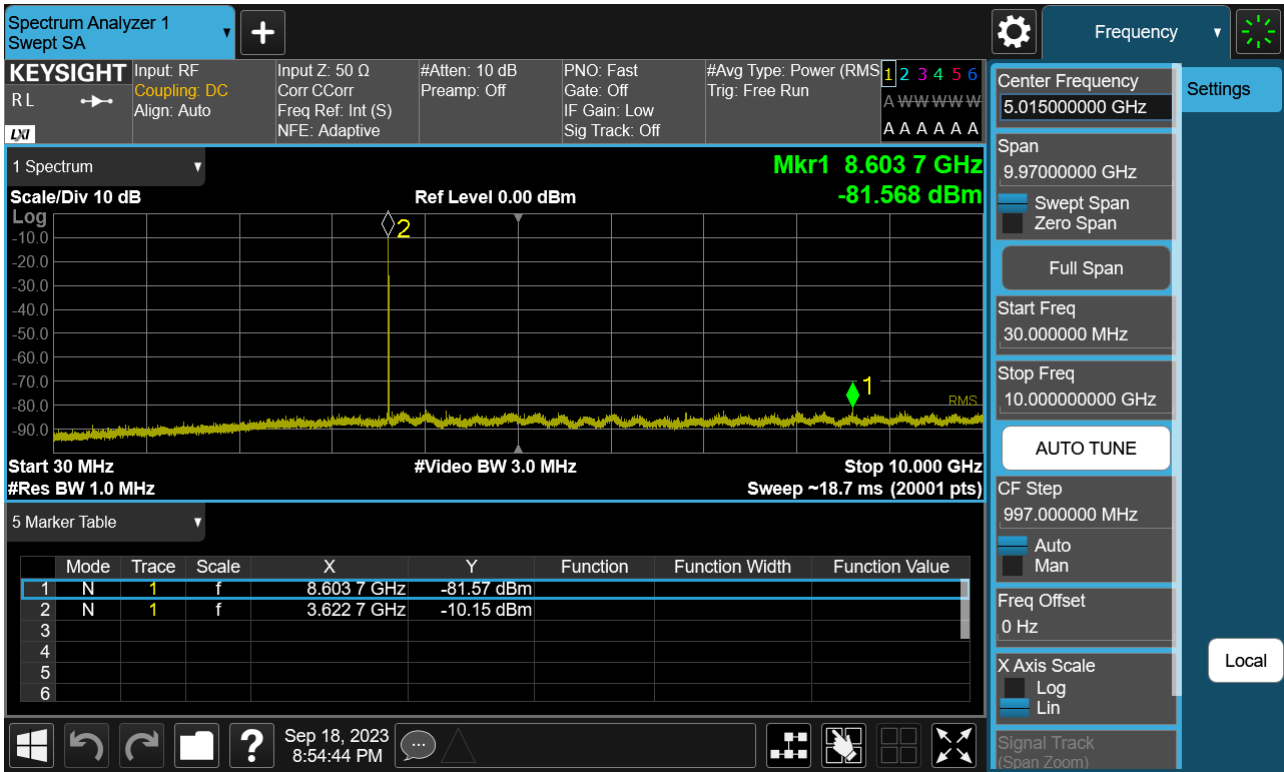 Spectrum Analyzer 1
Swept SA
Frequency
KEYSIGHT
R L
LXI
Input: RF
Coupling: DC
Align: Auto
Input Z: 50 Ω
Corr CCorr
Freq Ref: Int (S)
NFE: Adaptive
#Atten: 10 dB
Preamp: Off
PNO: Fast
Gate: Off
IF Gain: Low
Sig Track: Off
#Avg Type: Power (RMS
Trig: Free Run
1 2 3 4 5 6
A W W W W W
A A A A A A
1 Spectrum
Mkr1 8.603 7 GHz
-81.568 dBm
Scale/Div 10 dB
Ref Level 0.00 dBm
Log
-10.0
-20.0
-30.0
-40.0
-50.0
-60.0
-70.0
-80.0
-90.0
2
1
RMS
Start 30 MHz
#Video BW 3.0 MHz
Stop 10.000 GHz
#Res BW 1.0 MHz
Sweep ~18.7 ms (20001 pts)
5 Marker Table
Mode Trace Scale X Y Function Function Width Function Value
1 N 1 f 8.603 7 GHz -81.57 dBm
2 N 1 f 3.622 7 GHz -10.15 dBm
3
4
5
6
Sep 18, 2023
8:54:44 PM
Center Frequency
5.015000000 GHz
Settings
Span
9.97000000 GHz
Swept Span
Zero Span
Full Span
Start Freq
30.000000 MHz
Stop Freq
10.000000000 GHz
AUTO TUNE
CF Step
997.000000 MHz
Auto
Man
Freq Offset
0 Hz
X Axis Scale
Log
Lin
Local
Signal Track
(Span Zoom)